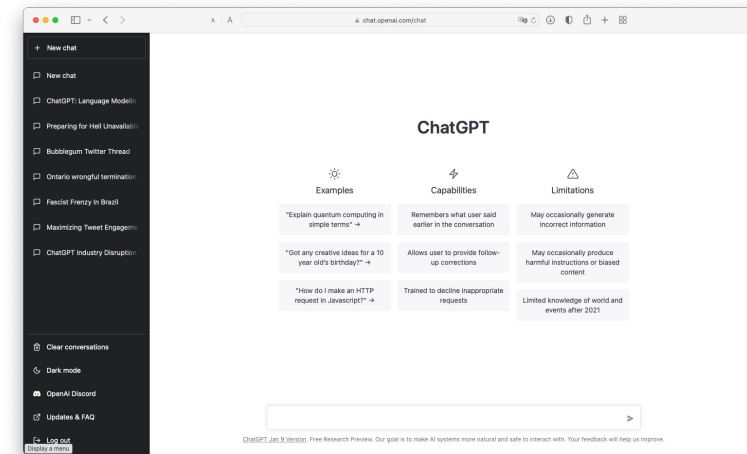 A A chat.openai.com/chat
+ New chat
New chat
ChatGPT: Language Modelin
Preparing for Hell Unavailable
Bubblegum Twitter Thread
Ontario wrongful termination
Fascist Frenzy In Brazil
Maximizing Tweet Engageme
ChatGPT Industry Disruption
Clear conversations
Dark mode
OpenAI Discord
Updates & FAQ
Log out
Display a menu
ChatGPT
Examples
"Explain quantum computing in
simple terms" →
"Got any creative ideas for a 10
year old's birthday?" →
"How do I make an HTTP
request in Javascript?" →
Capabilities
Remembers what user said
earlier in the conversation
Allows user to provide follow-
up corrections
Trained to decline inappropriate
requests
Limitations
May occasionally generate
incorrect information
May occasionally produce
harmful instructions or biased
content
Limited knowledge of world and
events after 2021
ChatGPT Jan 9 Version. Free Research Preview. Our goal is to make AI systems more natural and safe to interact with. Your feedback will help us improve.